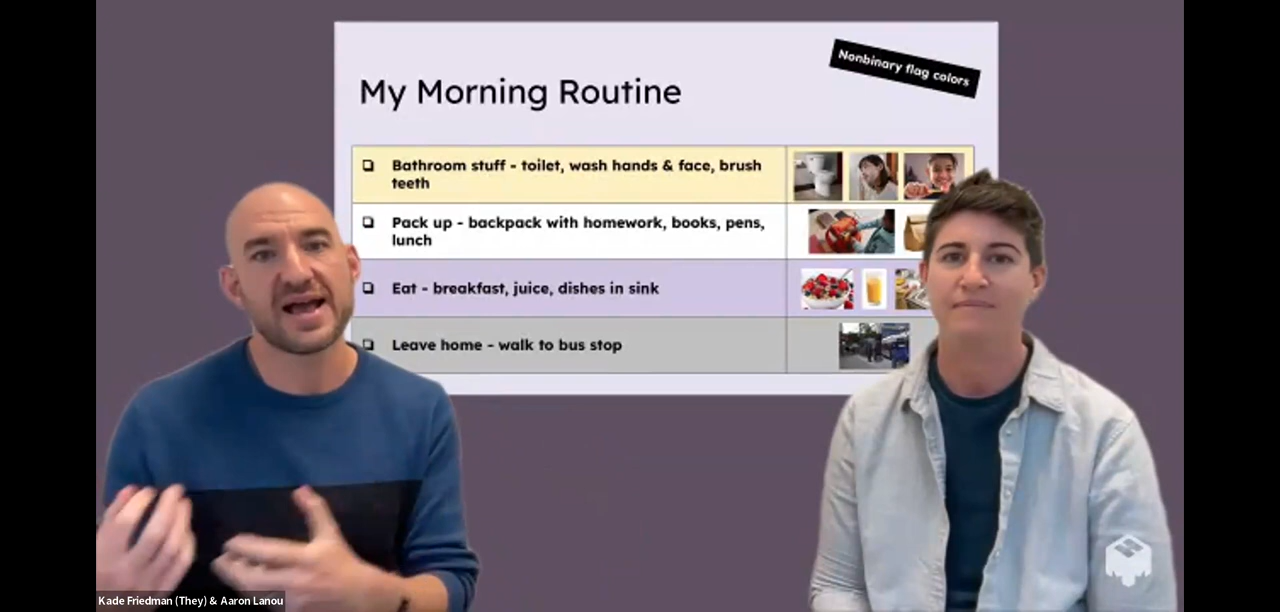 Nonbinary flag colors
My Morning Routine
❏ Bathroom stuff - toilet, wash hands & face, brush
teeth
❏ Pack up - backpack with homework, books, pens,
lunch
❏ Eat - breakfast, juice, dishes in sink
❏ Leave home - walk to bus stop
Kade Friedman (They) & Aaron Lanou